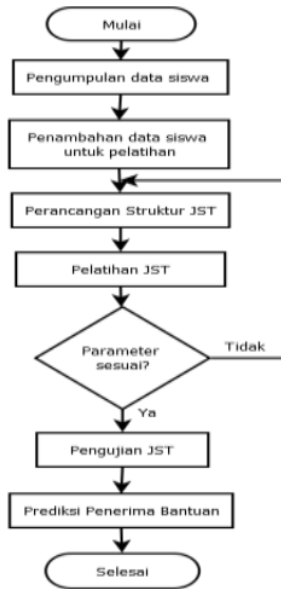 Mulai
Pengumpulan data siswa
Penambahan data siswa
untuk pelatihan
Perancangan Struktur JST
Pelatihan JST
Parameter
sesuai?
Tidak
Ya
Pengujian JST
Prediksi Penerima Bantuan
Selesai